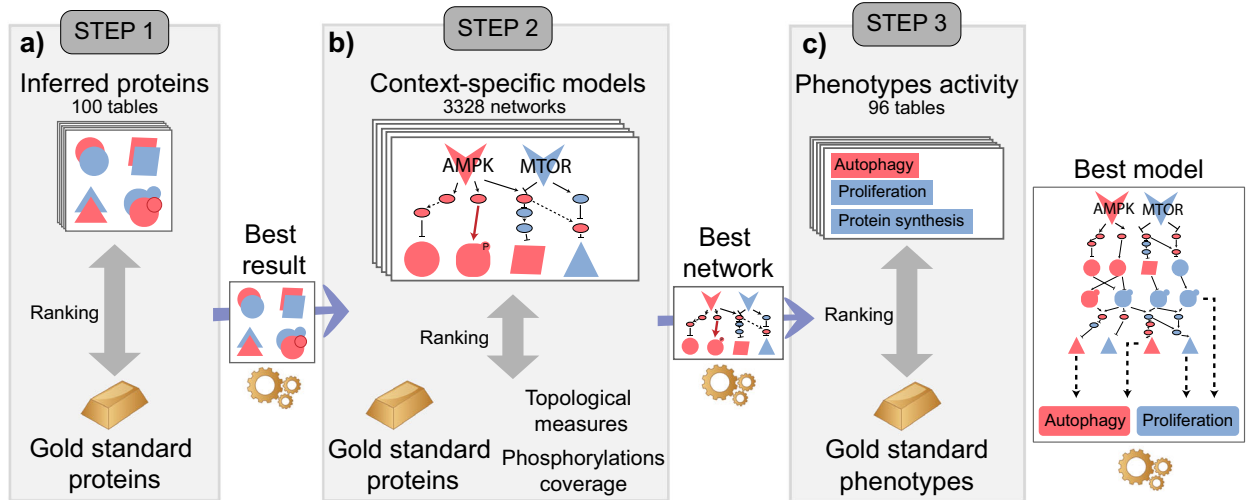 STEP 1
a)
Inferred proteins
100 tables
Ranking
Gold standard
proteins
Best
result
STEP 2
b)
Context-specific models
3328 networks
AMPK
MTOR
P
Ranking
Gold standard
proteins
Topological
measures
Phosphorylations
coverage
Best
network
P
STEP 3
c)
Phenotypes activity
96 tables
Autophagy
Proliferation
Protein synthesis
Ranking
Gold standard
phenotypes
Best model
AMPK
MTOR
Autophagy
Proliferation